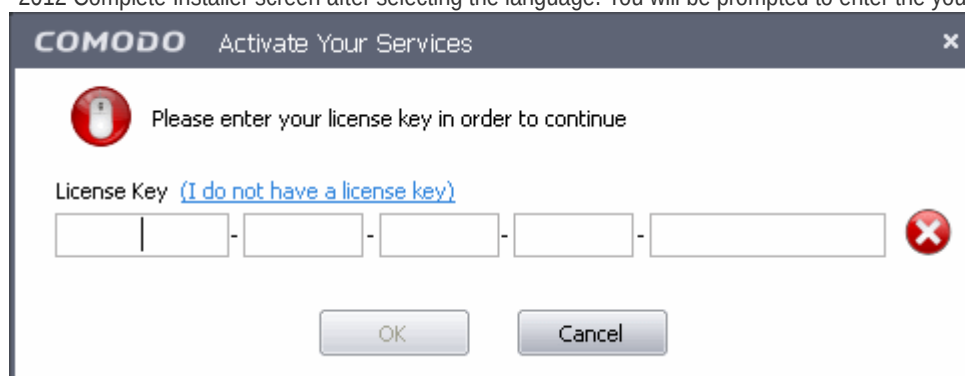 2012 Complete Installer screen after selecting the language. You will be prompted to enter the you
COMODO Activate Your Services
Please enter your license key in order to continue
License Key (I do not have a license key)
- - - -
OK Cancel